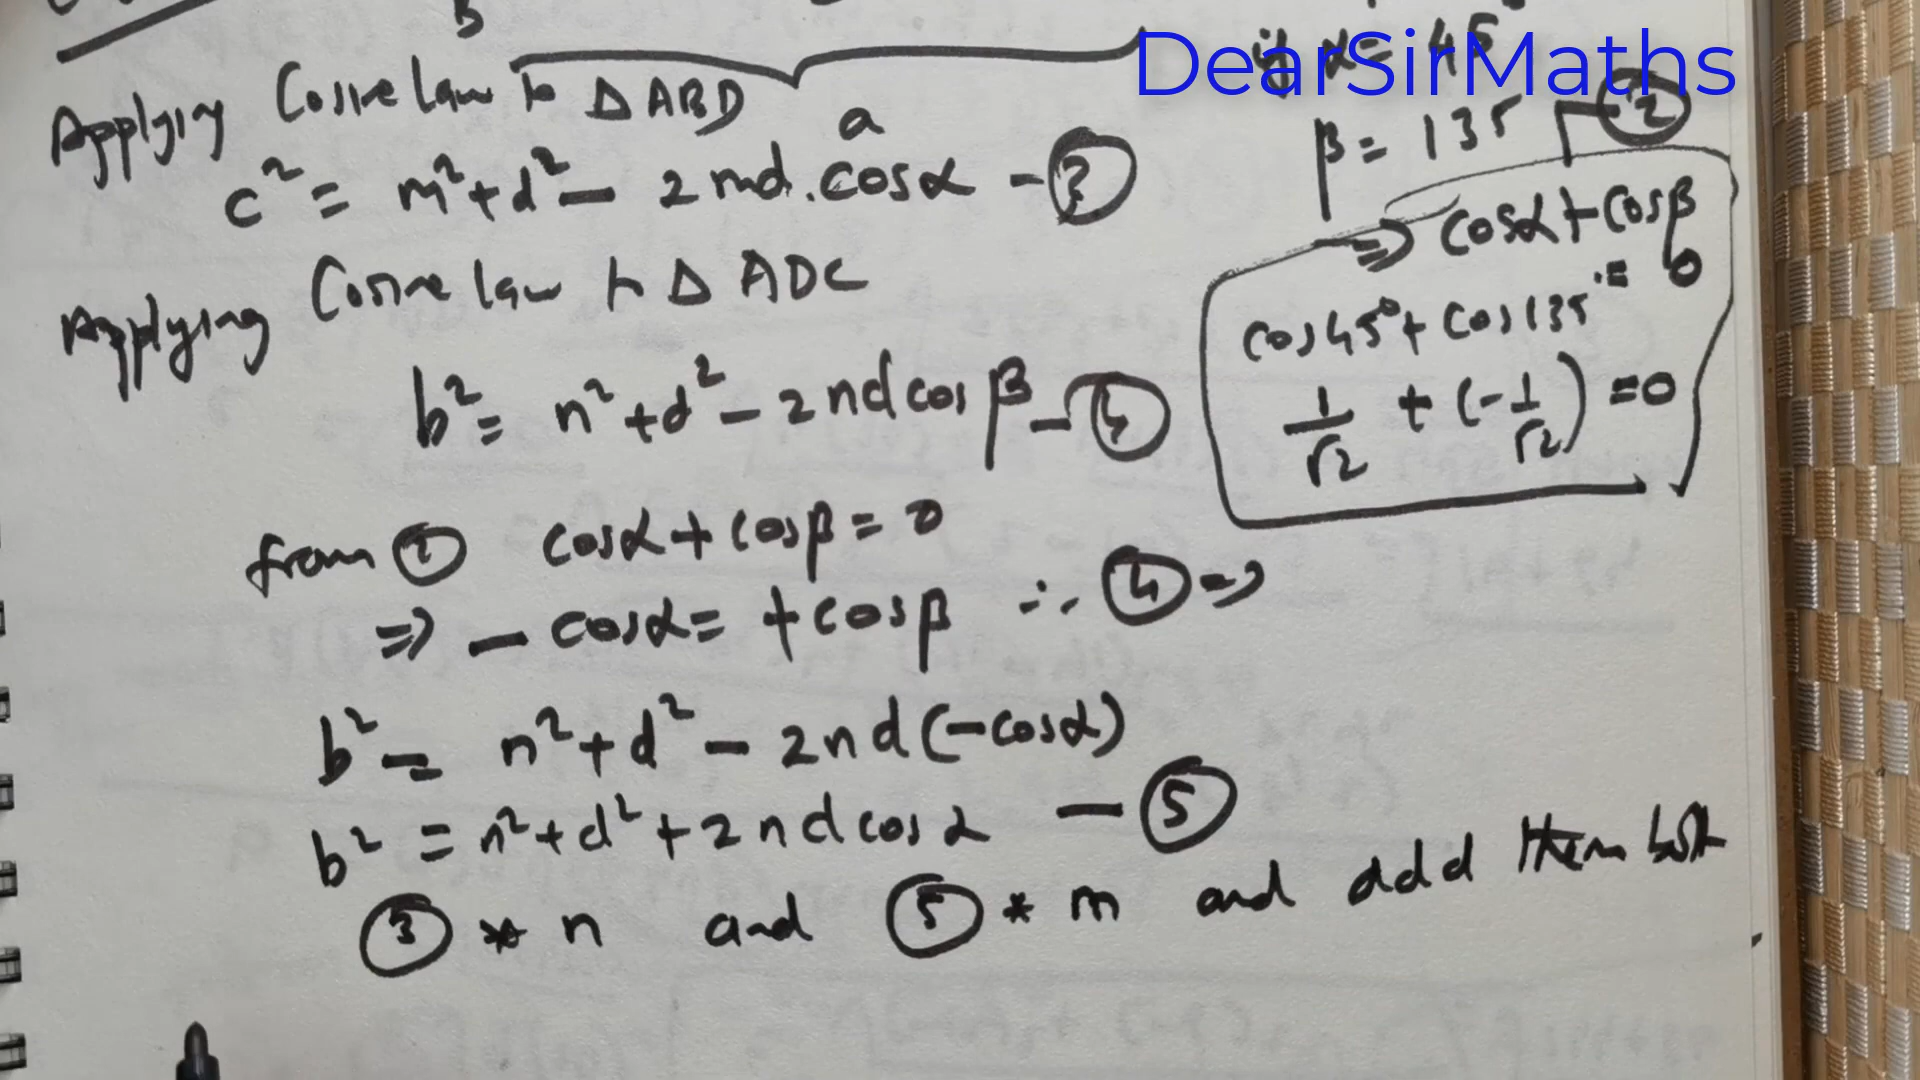 B
DearSirMaths
if α = 45°
Applying Cosine law to Δ ABD
a
β = 135 ②
c² = m² + d² - 2md.cosα - ③
⇒ cosα + cosβ = 0
Applying Cosine law to Δ ADC
cos45° + cos135°
b² = n² + d² - 2nd cos β - ④
1/√2 + (-1/√2) = 0
from ② cosα + cosβ = 0
⇒ - cosα = + cosβ ∴ ④ ⇒
b² = n² + d² - 2nd(-cosα)
b² = n² + d² + 2nd cosα - ⑤
③ * n and ⑤ * m and add them both